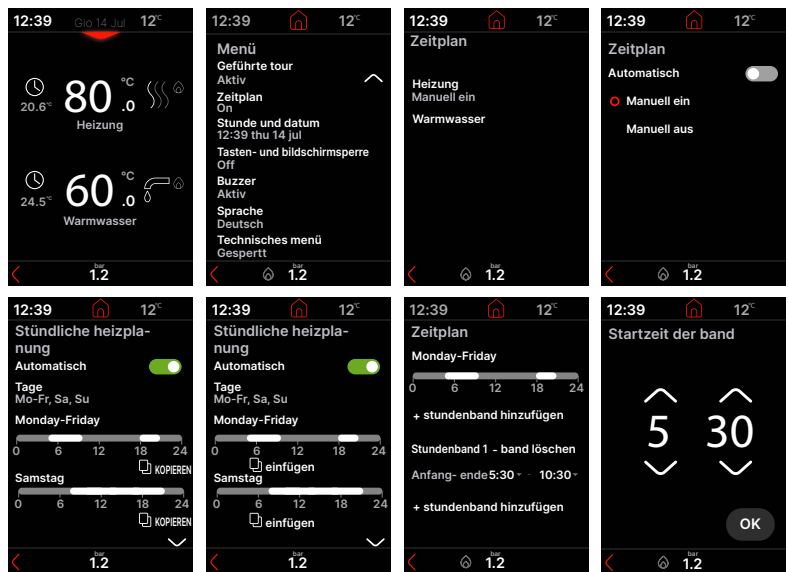 12:39 Gio 14 Jul 12°C
20.6°C 80 °C .0
Heizung
24.5°C 60 °C .0
Warmwasser
bar
1.2
12:39 12°C
Menü
Geführte tour
Aktiv
Zeitplan
On
Stunde und datum
12:39 thu 14 jul
Tasten- und bildschirmsperre
Off
Buzzer
Aktiv
Sprache
Deutsch
Technisches menü
Gespertt
bar
1.2
12:39 12°C
Zeitplan
Heizung
Manuell ein
Warmwasser
bar
1.2
12:39 12°C
Zeitplan
Automatisch
Manuell ein
Manuell aus
bar
1.2
12:39 12°C
Stündliche heizpla-
nung
Automatisch
Tage
Mo-Fr, Sa, Su
Monday-Friday
0 6 12 18 24
KOPIEREN
Samstag
0 6 12 18 24
KOPIEREN
bar
1.2
12:39 12°C
Stündliche heizpla-
nung
Automatisch
Tage
Mo-Fr, Sa, Su
Monday-Friday
0 6 12 18 24
einfügen
Samstag
0 6 12 18 24
einfügen
bar
1.2
12:39 12°C
Zeitplan
Monday-Friday
0 6 12 18 24
+ stundenband hinzufügen
Stundenband 1 - band löschen
Anfang- ende 5:30 - 10:30
+ stundenband hinzufügen
bar
1.2
12:39 12°C
Startzeit der band
5 30
OK
bar
1.2